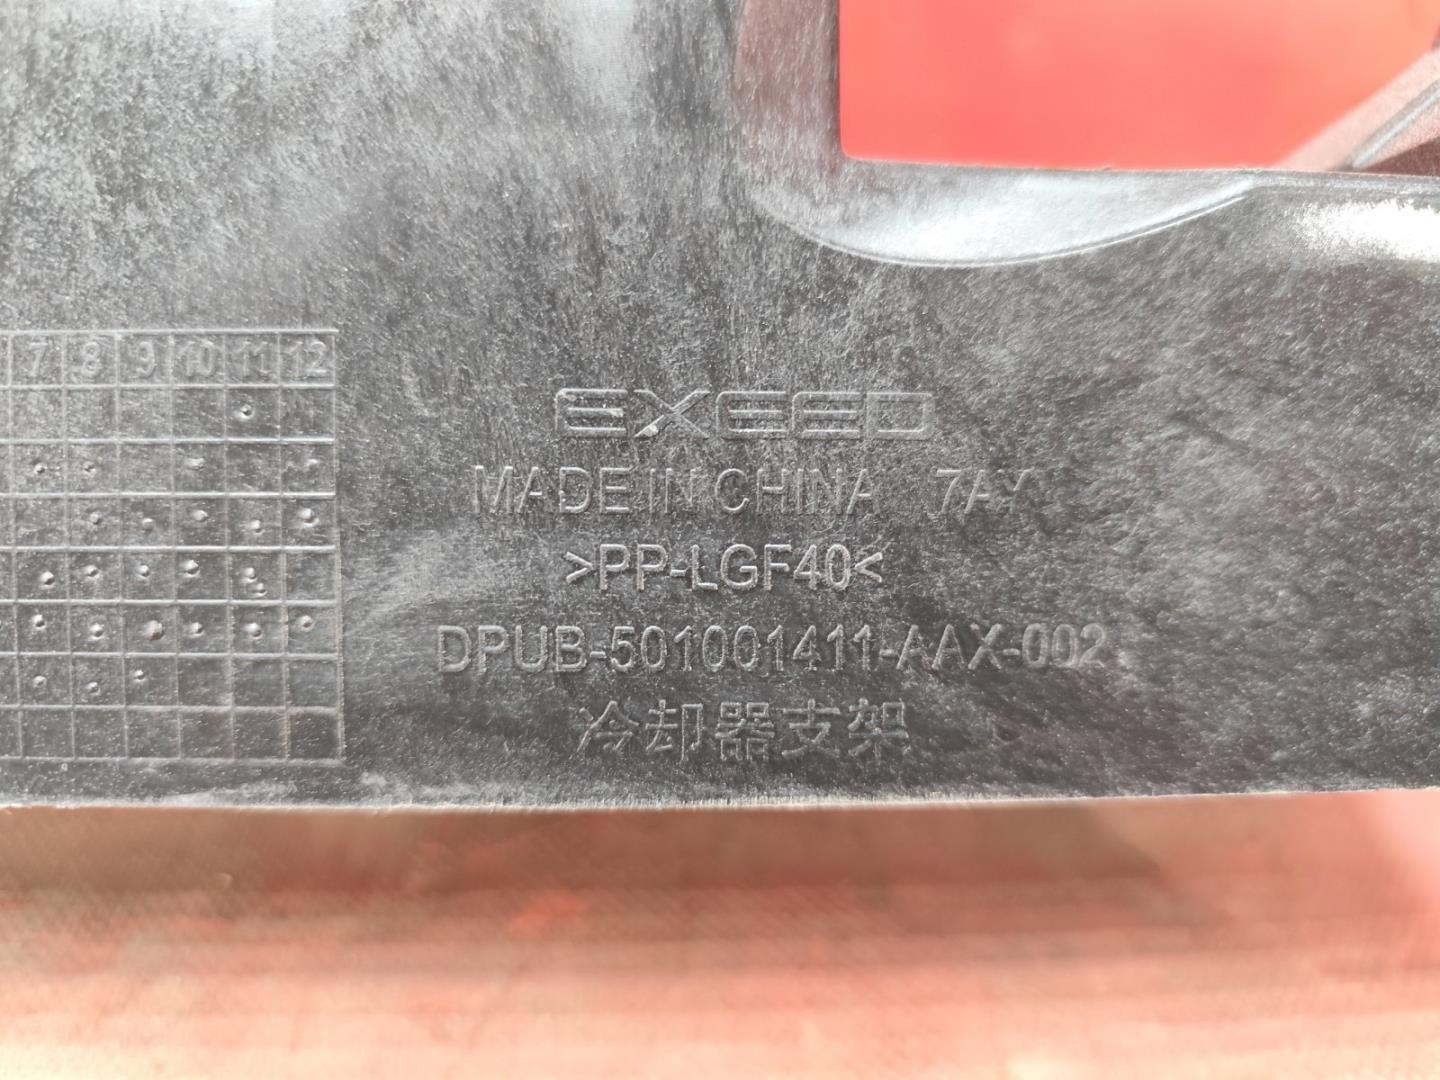 7 8 9 10 11 12
EXEED
MADE IN CHINA 7AY
>PP-LGF40<
DPUB-501001411-AAX-002
冷却器支架